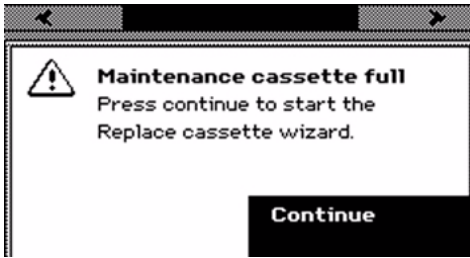 Maintenance cassette full
Press continue to start the
Replace cassette wizard.
Continue